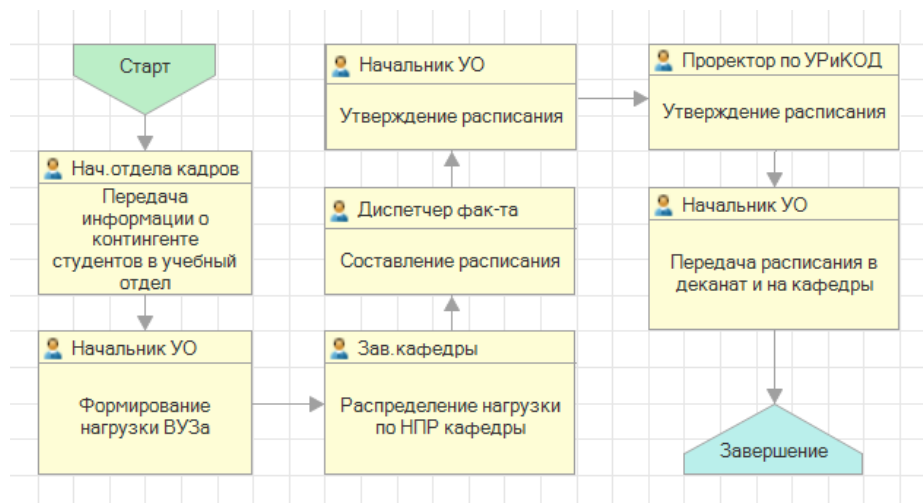 Старт
Нач.отдела кадров
Передача
информации о
контингенте
студентов в учебный
отдел
Начальник УО
Формирование
нагрузки ВУЗа
Зав.кафедры
Распределение нагрузки
по НПР кафедры
Диспетчер фак-та
Составление расписания
Начальник УО
Утверждение расписания
Проректор по УРиКОД
Утверждение расписания
Начальник УО
Передача расписания в
деканат и на кафедры
Завершение